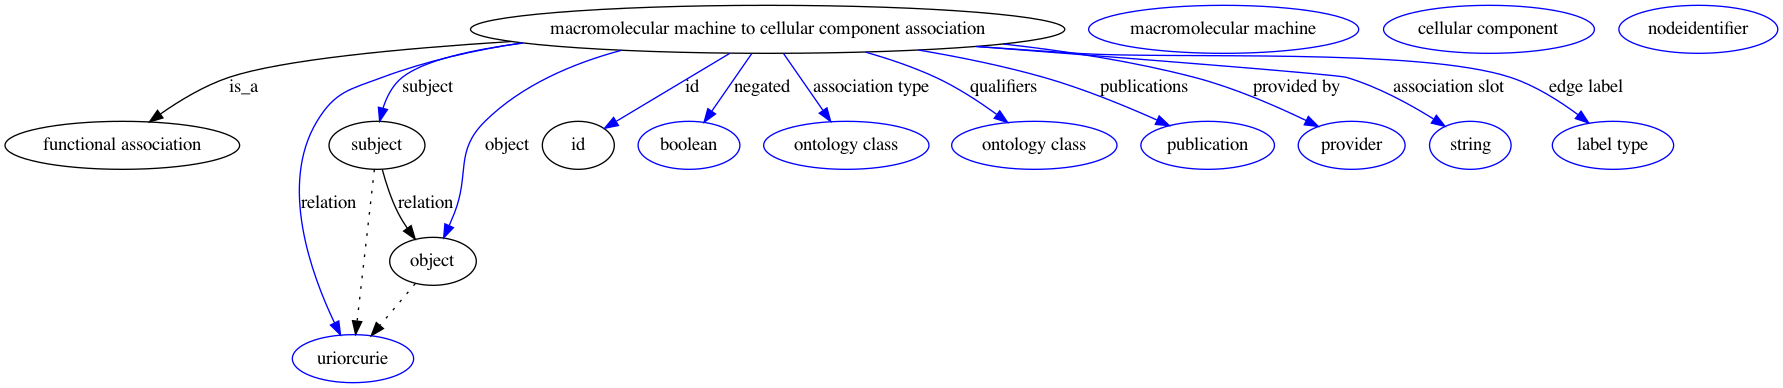 macromolecular machine to cellular component association
macromolecular machine
cellular component
nodeidentifier
is_a
subject
object
id
negated
association type
qualifiers
publications
provided by
association slot
edge label
functional association
subject
id
boolean
ontology class
ontology class
publication
provider
string
label type
relation
relation
object
uriorcurie